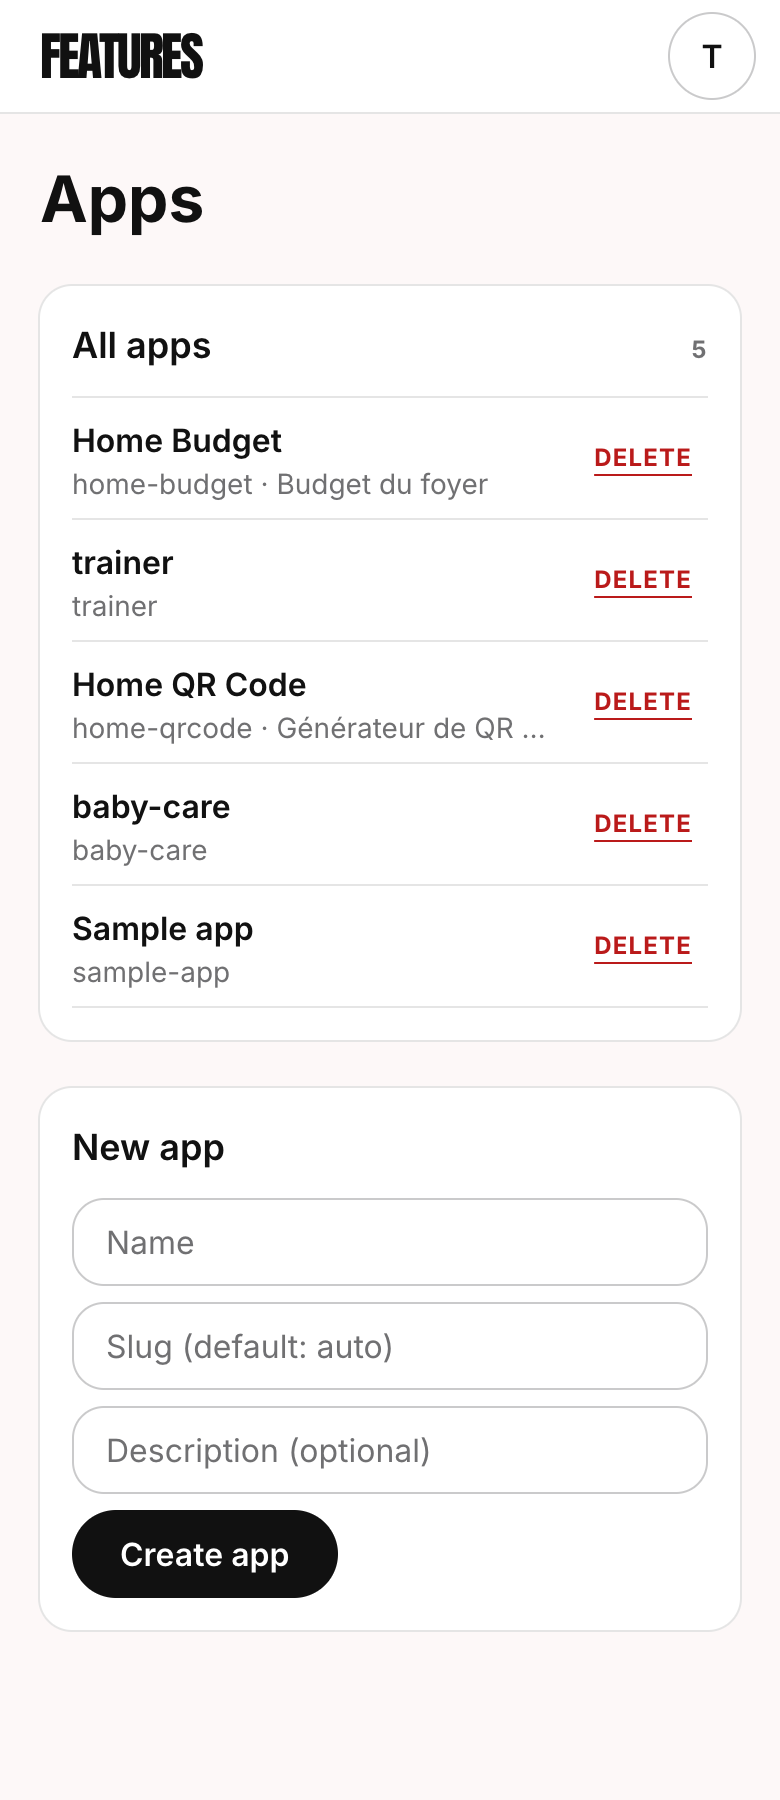 FEATURES
T
Apps
All apps
5
Home Budget
home-budget · Budget du foyer
DELETE
trainer
trainer
DELETE
Home QR Code
home-qrcode · Générateur de QR ...
DELETE
baby-care
baby-care
DELETE
Sample app
sample-app
DELETE
New app
Name
Slug (default: auto)
Description (optional)
Create app